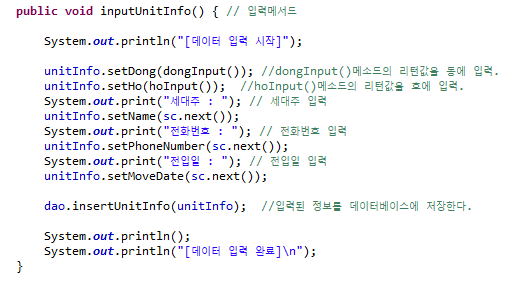 public void inputUnitInfo() { // 입력메서드
System.out.println("[데이터 입력 시작]");
unitInfo.setDong(dongInput()); //dongInput()메소드의 리턴값을 동에 입력.
unitInfo.setHo(hoInput());  //hoInput()메소드의 리턴값을 호에 입력.
System.out.print("세대주 : "); // 세대주 입력
unitInfo.setName(sc.next());
System.out.print("전화번호 : "); // 전화번호 입력
unitInfo.setPhoneNumber(sc.next());
System.out.print("전입일 : "); // 전입일 입력
unitInfo.setMoveDate(sc.next());
dao.insertUnitInfo(unitInfo);  //입력된 정보를 데이터베이스에 저장한다.
System.out.println();
System.out.println("[데이터 입력 완료]\n");
}